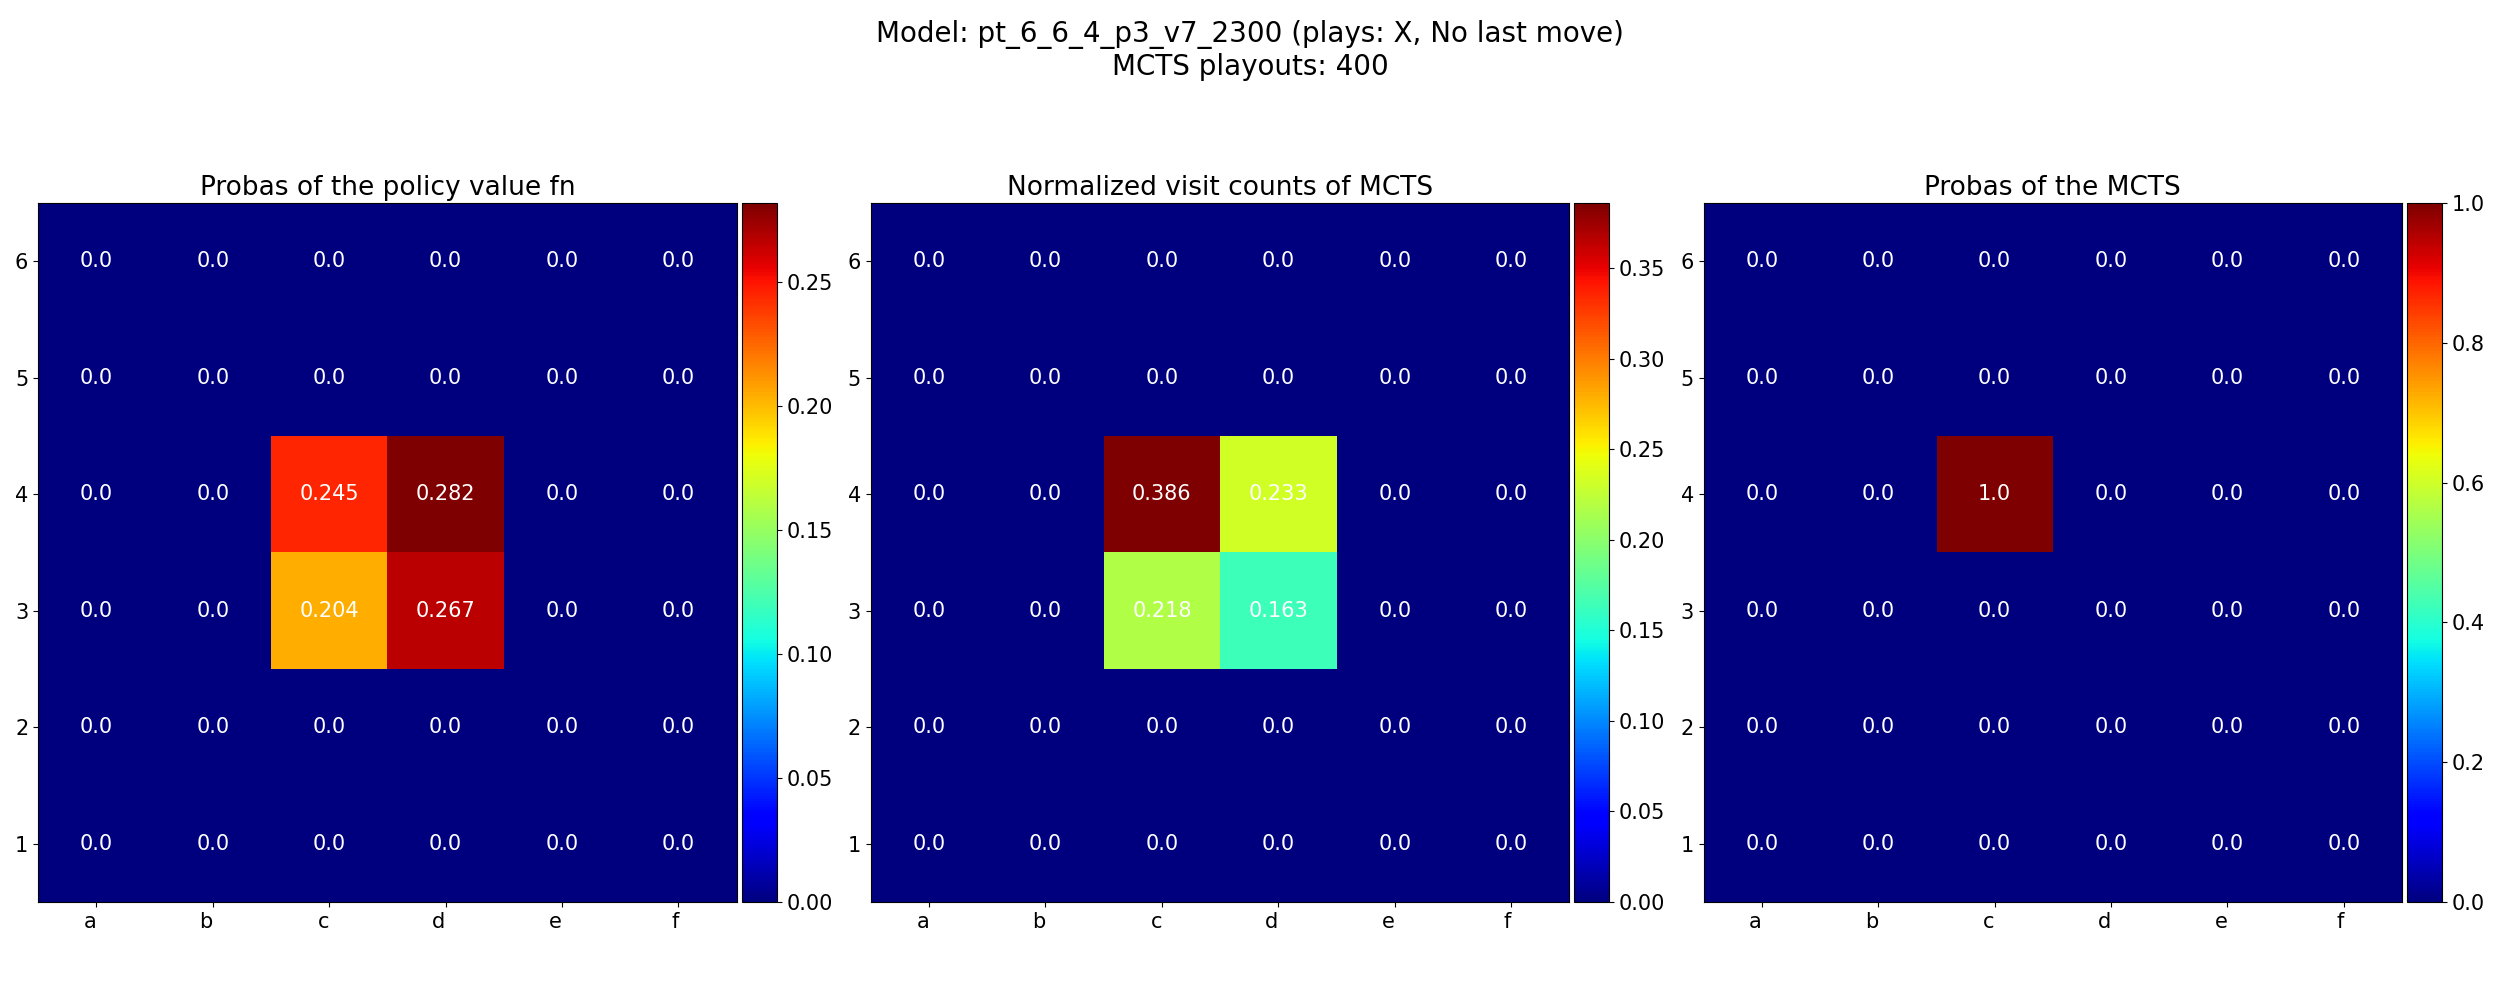 Model: pt_6_6_4_p3_v7_2300 (plays: X, No last move)
MCTS playouts: 400
Probas of the policy value fn
6 0.0 0.0 0.0 0.0 0.0 0.0
5 0.0 0.0 0.0 0.0 0.0 0.0
4 0.0 0.0 0.245 0.282 0.0 0.0
3 0.0 0.0 0.204 0.267 0.0 0.0
2 0.0 0.0 0.0 0.0 0.0 0.0
1 0.0 0.0 0.0 0.0 0.0 0.0
a b c d e f
0.25
0.20
0.15
0.10
0.05
0.00
Normalized visit counts of MCTS
6 0.0 0.0 0.0 0.0 0.0 0.0
5 0.0 0.0 0.0 0.0 0.0 0.0
4 0.0 0.0 0.386 0.233 0.0 0.0
3 0.0 0.0 0.218 0.163 0.0 0.0
2 0.0 0.0 0.0 0.0 0.0 0.0
1 0.0 0.0 0.0 0.0 0.0 0.0
a b c d e f
0.35
0.30
0.25
0.20
0.15
0.10
0.05
0.00
Probas of the MCTS
6 0.0 0.0 0.0 0.0 0.0 0.0
5 0.0 0.0 0.0 0.0 0.0 0.0
4 0.0 0.0 1.0 0.0 0.0 0.0
3 0.0 0.0 0.0 0.0 0.0 0.0
2 0.0 0.0 0.0 0.0 0.0 0.0
1 0.0 0.0 0.0 0.0 0.0 0.0
a b c d e f
1.0
0.8
0.6
0.4
0.2
0.0